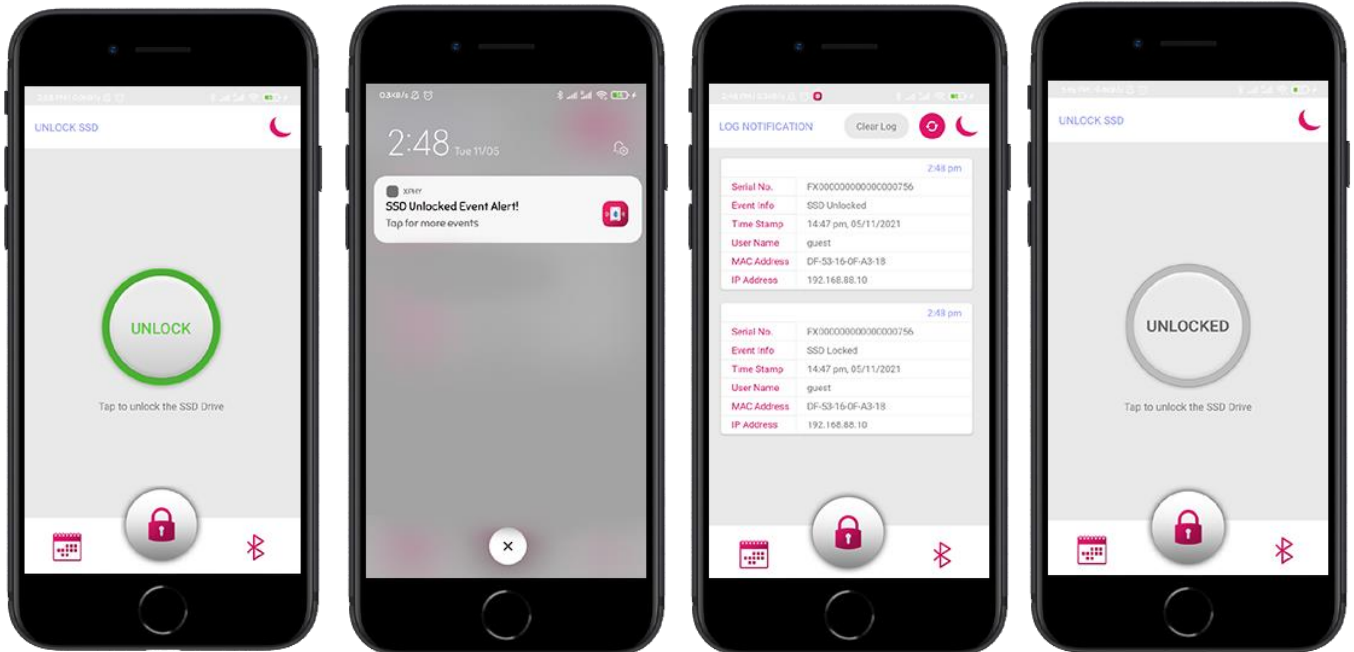 UNLOCK SSD
UNLOCK
Tap to unlock the SSD Drive
2:48 Tue 11/05
XPHY
SSD Unlocked Event Alert!
Tap for more events
LOG NOTIFICATION Clear Log
2:48 pm
Serial No.
Event Info SSD Unlocked
Time Stamp 14:47 pm, 05/11/2021
User Name guest
MAC Address DF-53-16-0F-A3-18
IP Address 192.168.88.10
2:48 pm
Serial No.
Event Info SSD Locked
Time Stamp 14:47 pm, 05/11/2021
User Name guest
MAC Address DF-53-16-0F-A3-18
IP Address 192.168.88.10
UNLOCK SSD
UNLOCKED
Tap to unlock the SSD Drive